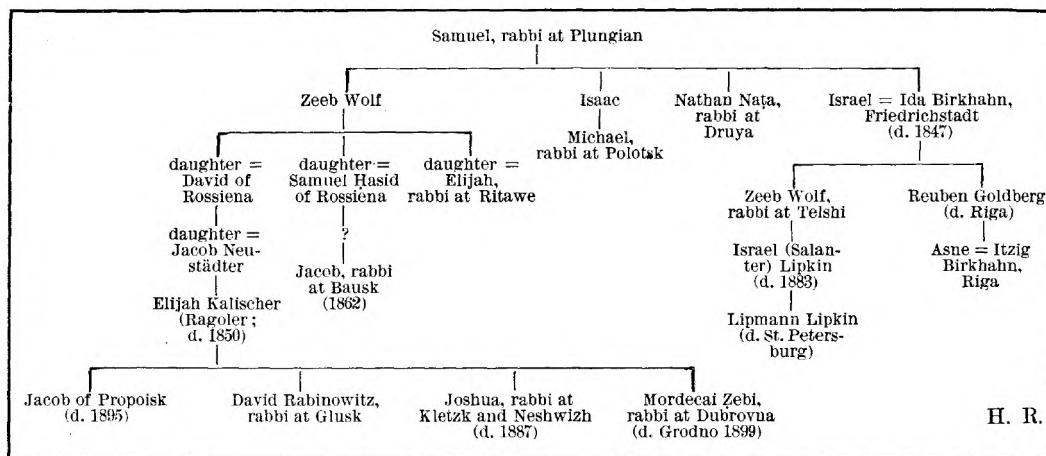 Samuel, rabbi at Plungian
Zeeb Wolf
Isaac
Michael,
rabbi at Polotsk
Nathan Naṭa,
rabbi at
Druya
Israel = Ida Birkhahn,
Friedrichstadt
(d. 1847)
daughter =
David of
Rossiena
daughter =
Samuel Ḥasid
of Rossiena
daughter =
Elijah,
rabbi at Ritawe
Zeeb Wolf,
rabbi at Telshi
Reuben Goldberg
(d. Riga)
daughter =
Jacob Neu-
städter
?
Jacob, rabbi
at Bausk
(1862)
Israel (Salan-
ter) Lipkin
(d. 1883)
Asne = Itzig
Birkhahn,
Riga
Elijah Kalischer
(Ragoler;
d. 1850)
Lipmann Lipkin
(d. St. Peters-
burg)
Jacob of Propoisk
(d. 1895)
David Rabinowitz,
rabbi at Glusk
Joshua, rabbi at
Kletzk and Neshwizh
(d. 1887)
Mordecai Ẓebi,
rabbi at Dubrovna
(d. Grodno 1899)
H. R.